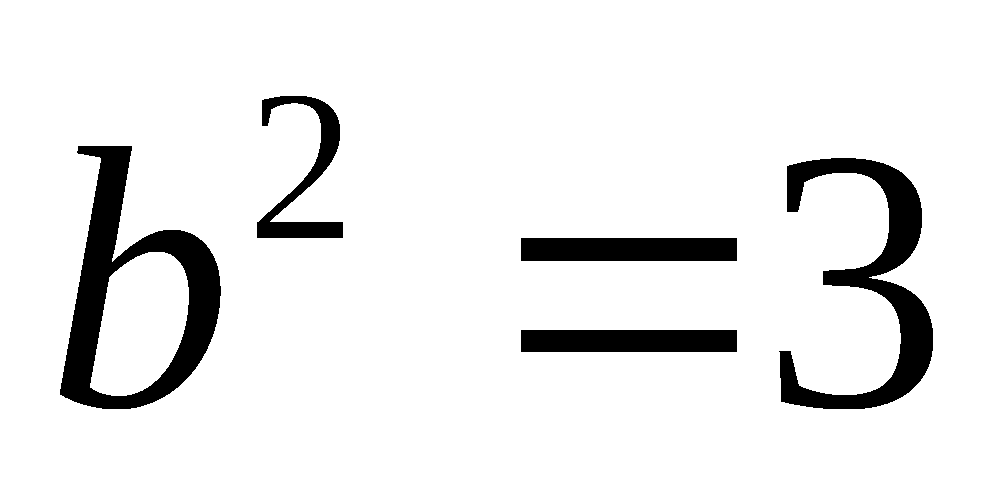 b² =3